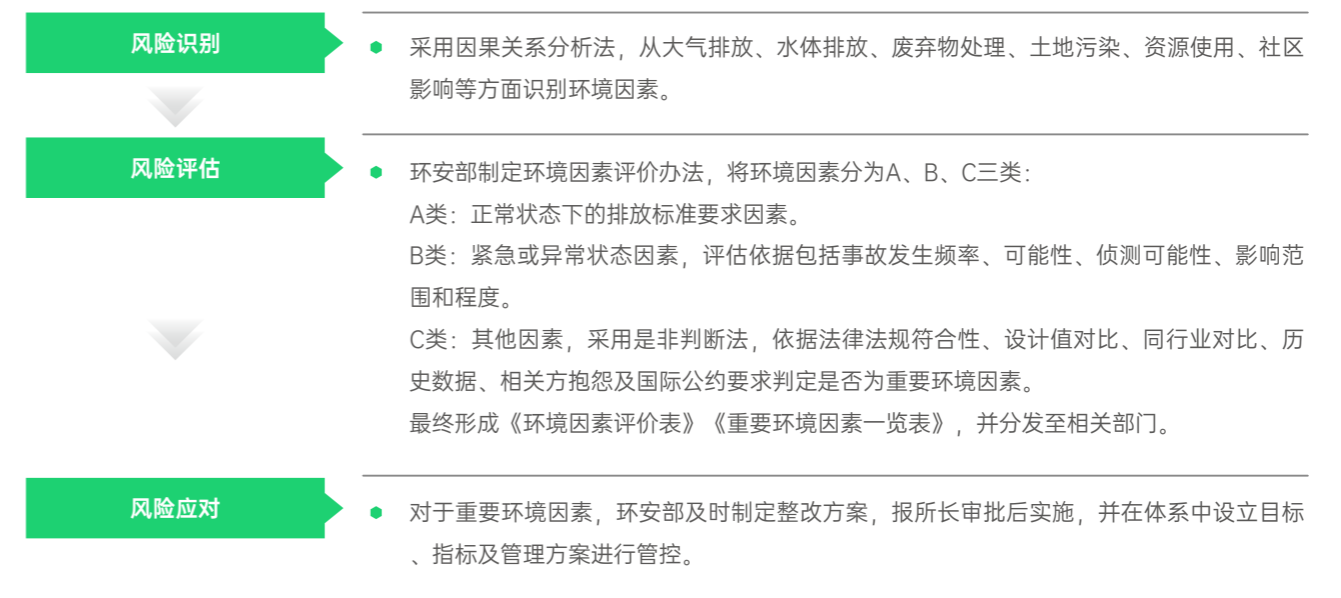 风险识别
采用因果关系分析法，从大气排放、水体排放、废弃物处理、土地污染、资源使用、社区
影响等方面识别环境因素。
风险评估
环安部制定环境因素评价办法，将环境因素分为A、B、C三类：
A类：正常状态下的排放标准要求因素。
B类：紧急或异常状态因素，评估依据包括事故发生频率、可能性、侦测可能性、影响范
围和程度。
C类：其他因素，采用是非判断法，依据法律法规符合性、设计值对比、同行业对比、历
史数据、相关方抱怨及国际公约要求判定是否为重要环境因素。
最终形成《环境因素评价表》《重要环境因素一览表》，并分发至相关部门。
风险应对
对于重要环境因素，环安部及时制定整改方案，报所长审批后实施，并在体系中设立目标
、指标及管理方案进行管控。